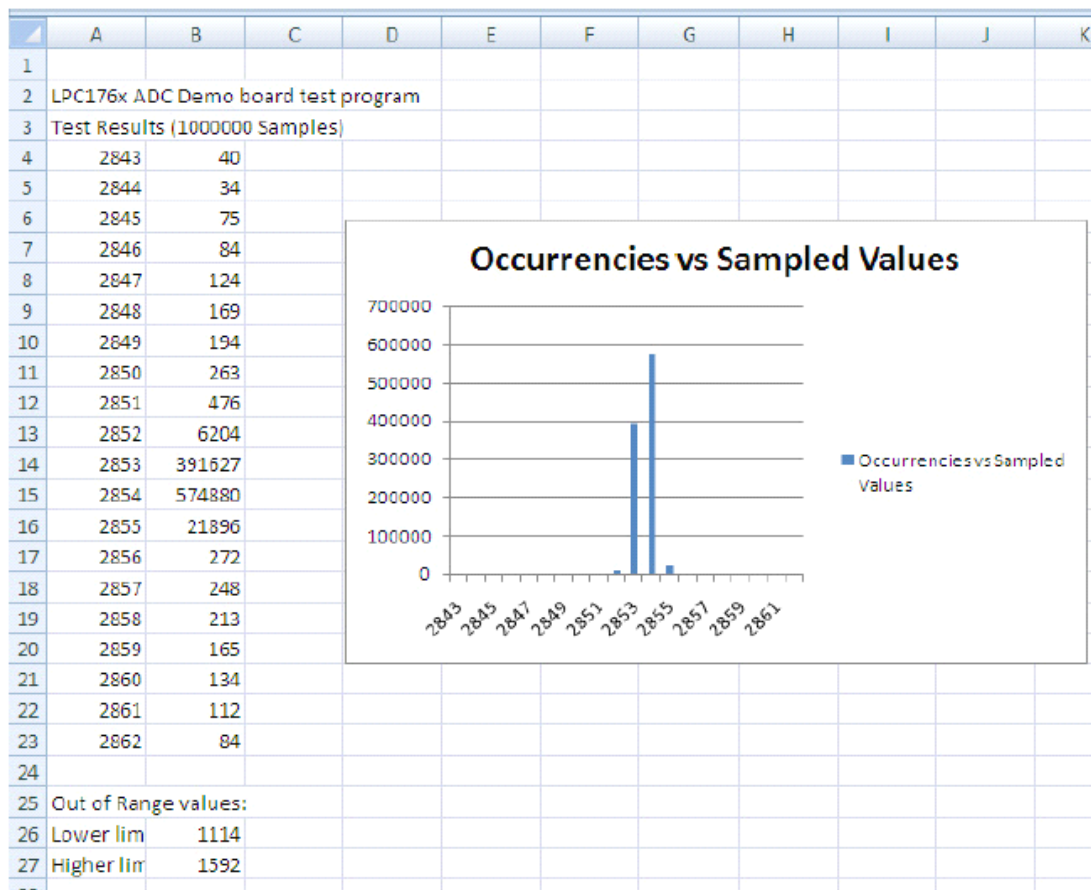 A B C D E F G H I J K
1
2 LPC176x ADC Demo board test program
3 Test Results (1000000 Samples)
4 2843 40
5 2844 34
6 2845 75
7 2846 84
8 2847 124
9 2848 169
10 2849 194
11 2850 263
12 2851 476
13 2852 6204
14 2853 391627
15 2854 574880
16 2855 21896
17 2856 272
18 2857 248
19 2858 213
20 2859 165
21 2860 134
22 2861 112
23 2862 84
24
25 Out of Range values:
26 Lower lim 1114
27 Higher lim 1592
Occurrencies vs Sampled Values
700000
600000
500000
400000
300000
200000
100000
0
2843 2845 2847 2849 2851 2853 2855 2857 2859 2861
Occurrencies vs Sampled
Values